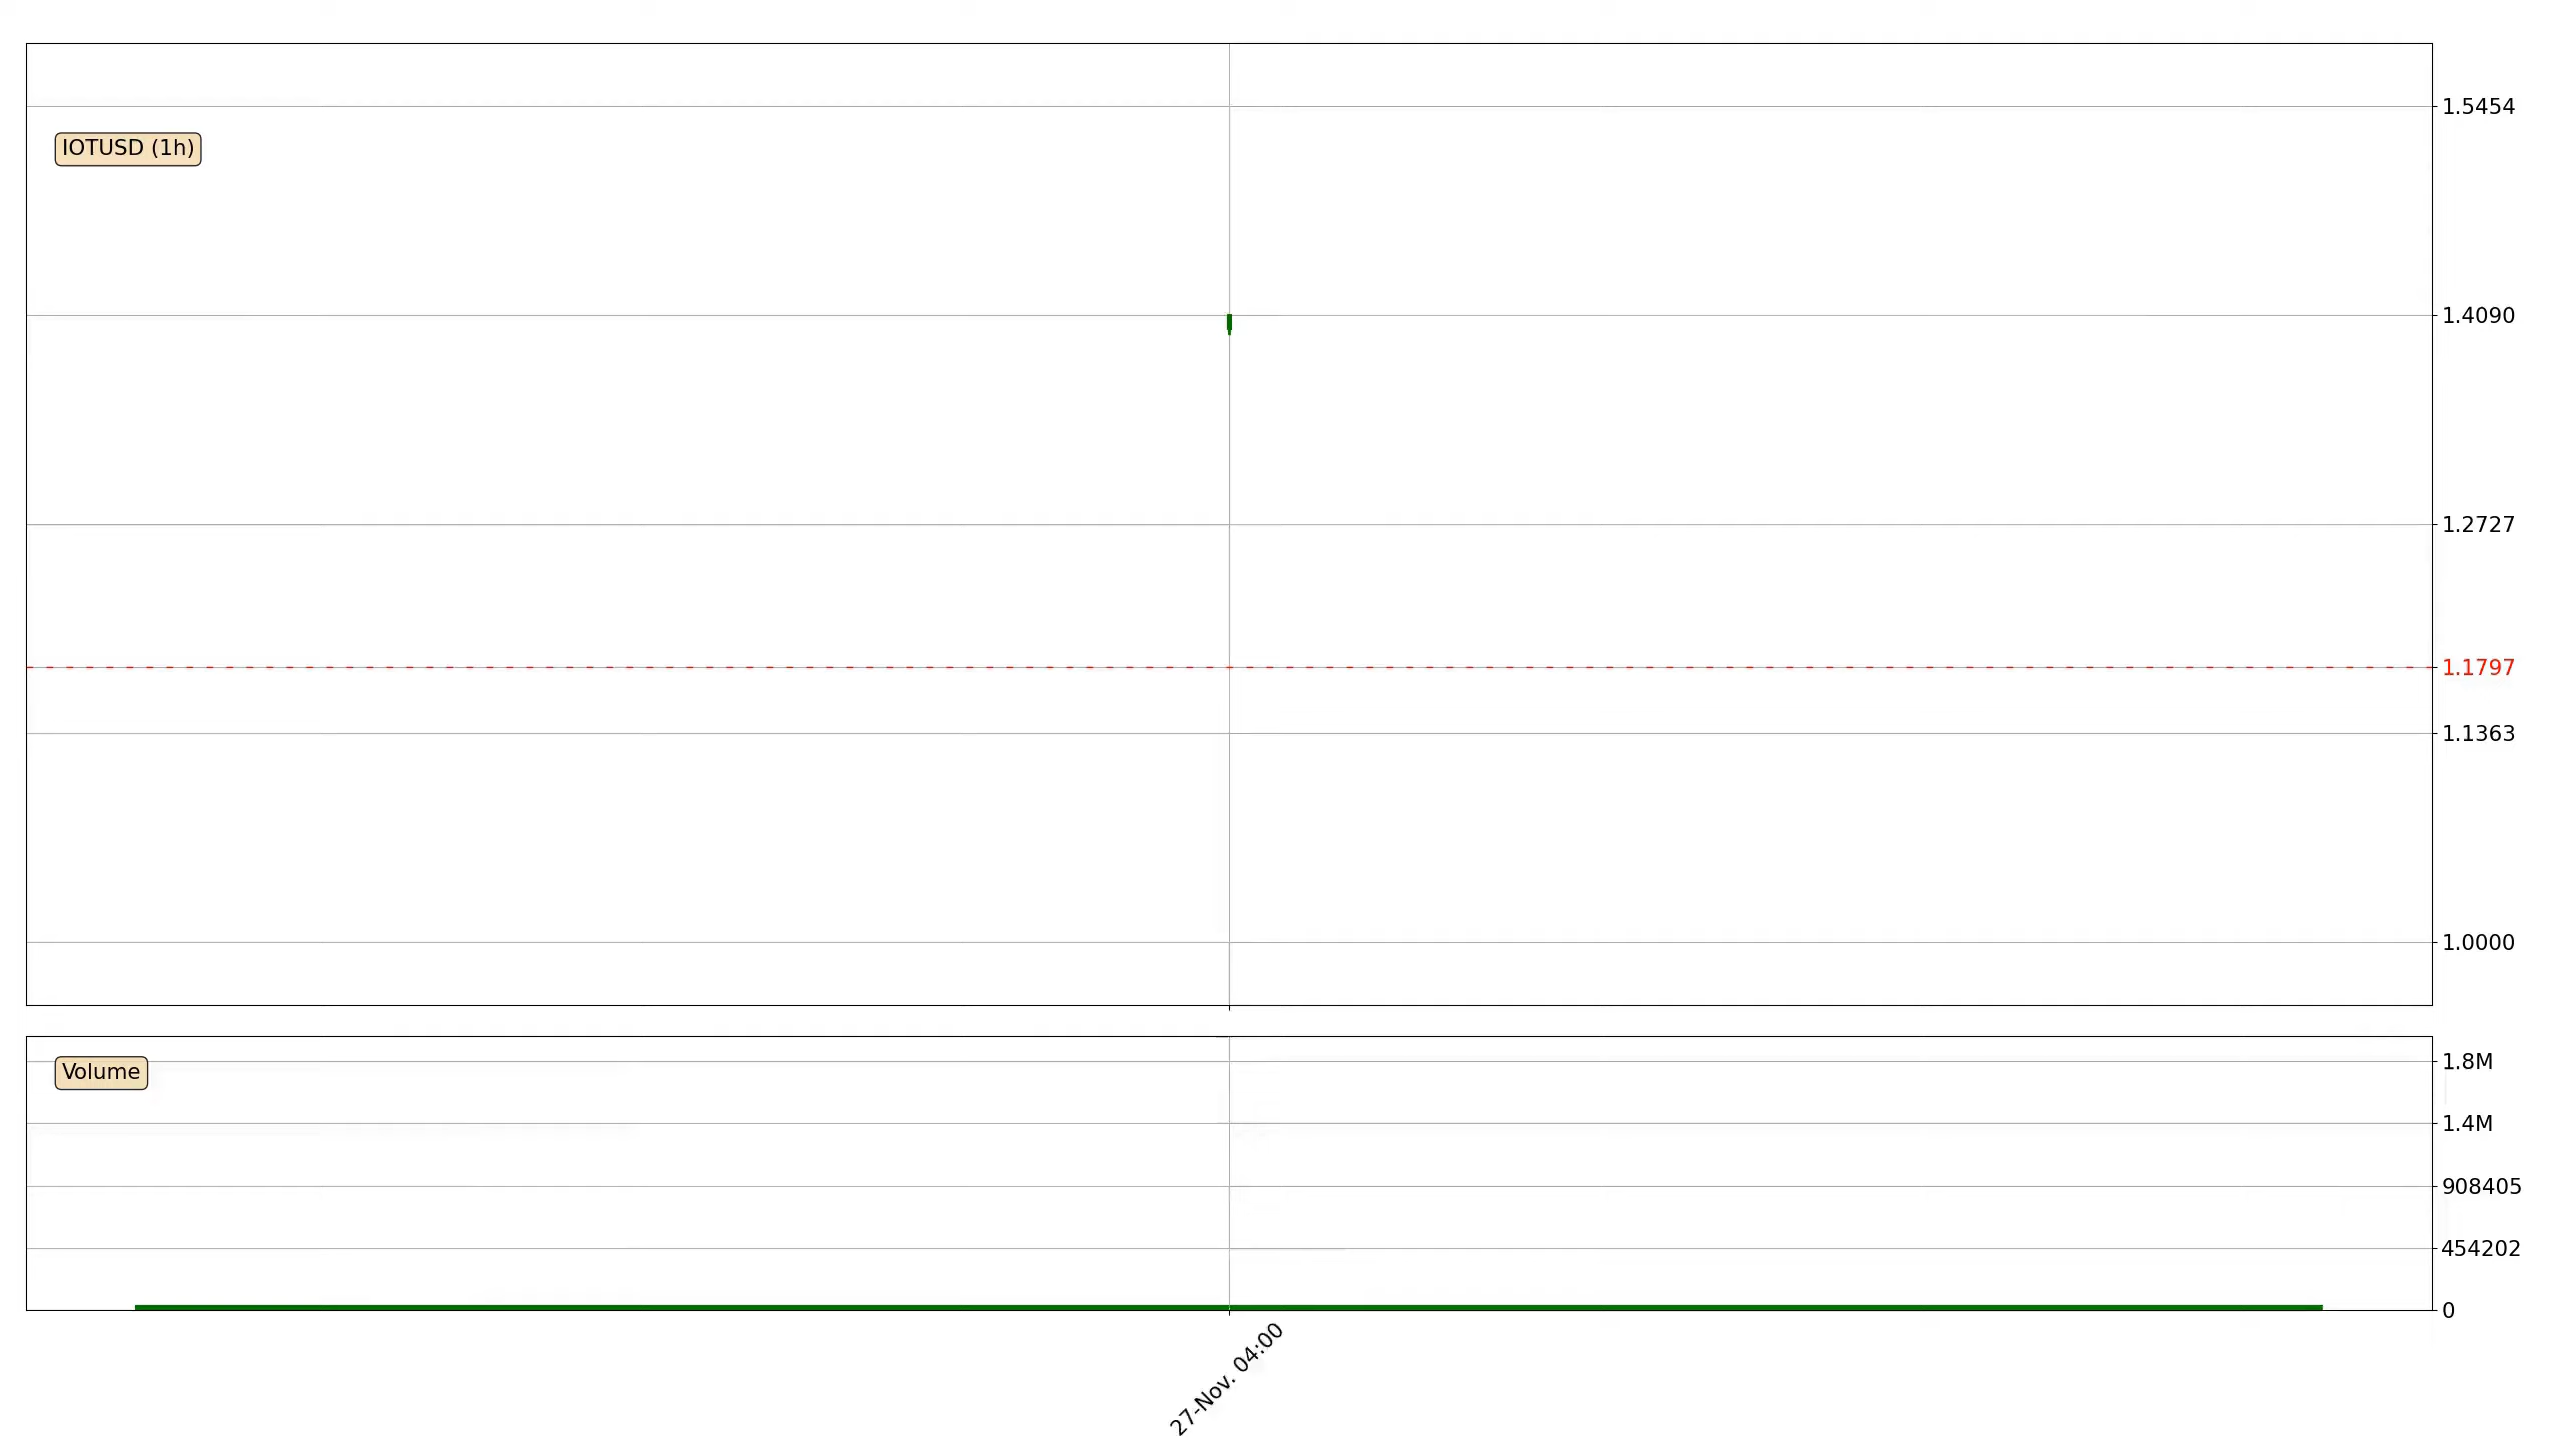 1.5454
IOTUSD (1h)
1.4090
1.2727
1.1797
1.1363
1.0000
Volume
1.8M
1.4M
908405
454202
0
27-Nov. 04:00